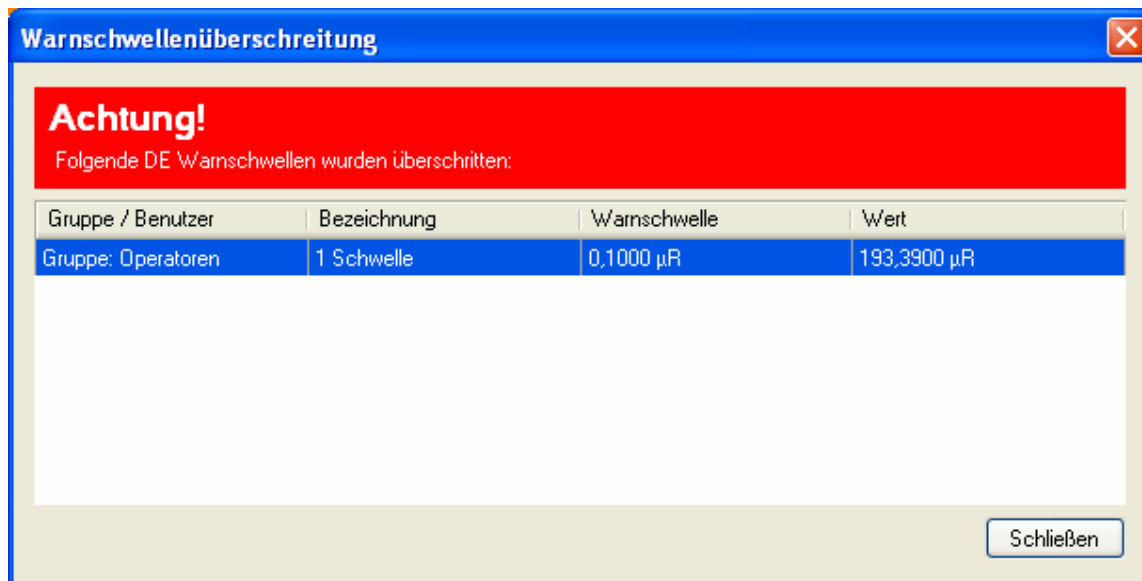 Warnschwellenüberschreitung
Achtung!
Folgende DE Warnschwellen wurden überschritten:
Gruppe / Benutzer Bezeichnung Warnschwelle Wert
Gruppe: Operatoren 1 Schwelle 0,1000 µR 193,3900 µR
Schließen